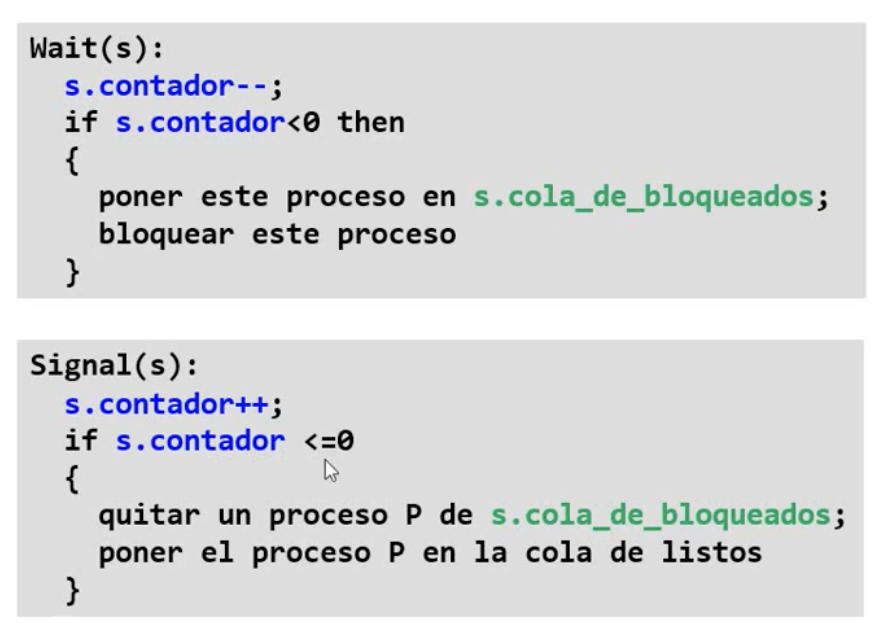 Wait(s):
s.contador--;
if s.contador<0 then
{
poner este proceso en s.cola_de_bloqueados;
bloquear este proceso
}
Signal(s):
s.contador++;
if s.contador <=0
{
quitar un proceso P de s.cola_de_bloqueados;
poner el proceso P en la cola de listos
}